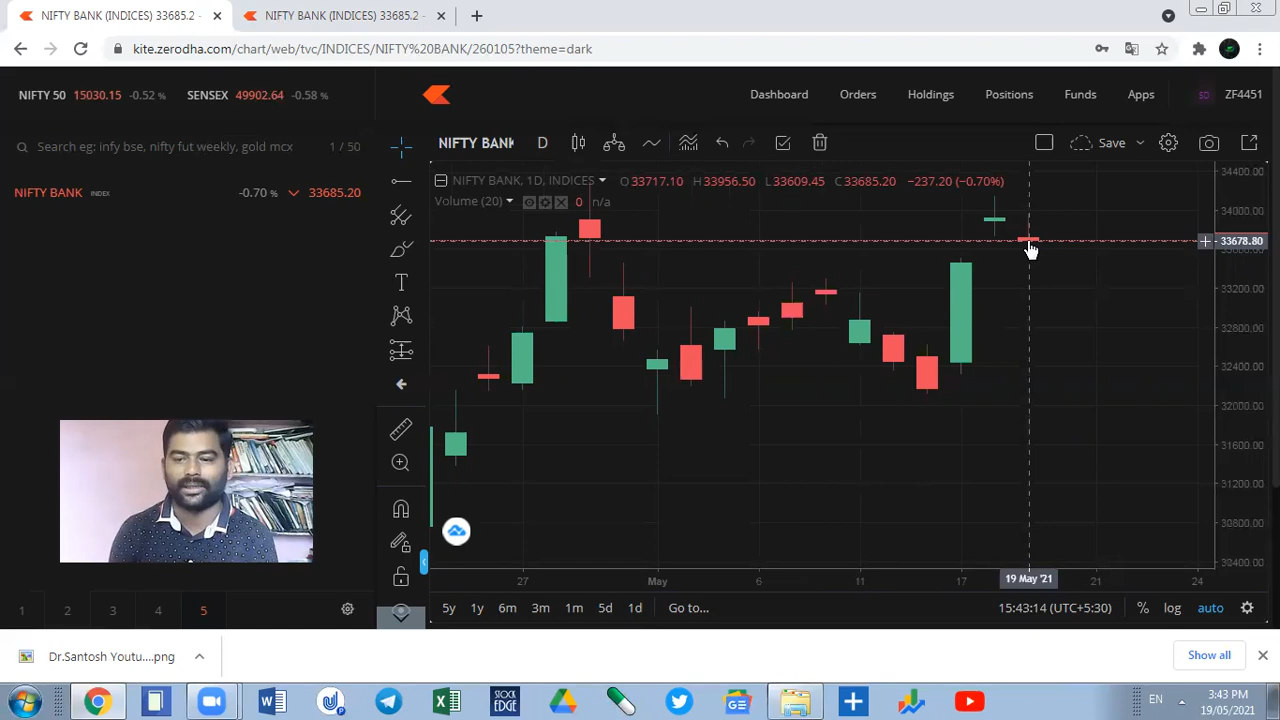 NIFTY BANK (INDICES) 33685.2 -
NIFTY BANK (INDICES) 33685.2 -
kite.zerodha.com/chart/web/tvc/INDICES/NIFTY%20BANK/260105?theme=dark
NIFTY 50 15030.15 -0.52 % SENSEX 49902.64 -0.58 %
Dashboard Orders Holdings Positions Funds Apps SD ZF4451
Search eg: infy bse, nifty fut weekly, gold mcx 1 / 50
NIFTY BANK D Save
NIFTY BANK INDEX -0.70 % 33685.20
NIFTY BANK, 1D, INDICES O33717.10 H33956.50 L33609.45 C33685.20 −237.20 (−0.70%)
Volume (20) 0 n/a
34400.00
34000.00
33678.80
33200.00
32800.00
32400.00
32000.00
31600.00
31200.00
30800.00
30400.00
27 May 6 11 17 19 May '21 21 24
1 2 3 4 5
5y 1y 6m 3m 1m 5d 1d Go to... 15:43:14 (UTC+5:30) % log auto
Dr.Santosh Youtu....png Show all
STOCK EDGE
EN 3:43 PM
19/05/2021